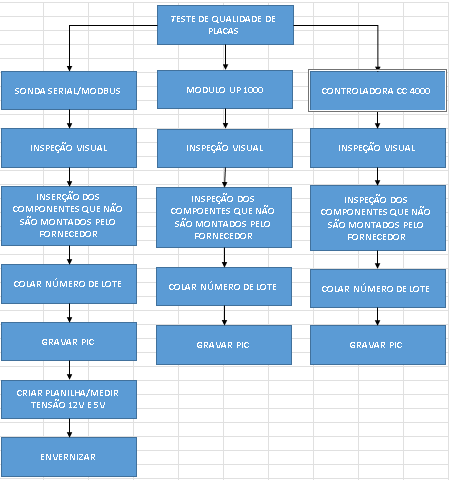 TESTE DE QUALIDADE DE
PLACAS
SONDA SERIAL/MODBUS
MODULO UP 1000
CONTROLADORA CC 4000
INSPEÇÃO VISUAL
INSPEÇÃO VISUAL
INSPEÇÃO VISUAL
INSERÇÃO DOS
COMPONENTES QUE NÃO
SÃO MONTADOS PELO
FORNECEDOR
INSPEÇÃO DOS
COMPOENTES QUE NÃO
SÃO MONTADOS PELO
FORNECEDOR
INSPEÇÃO DOS
COMPONENTES QUE NÃO
SÃO MONTADOS PELO
FORNECEDOR
COLAR NÚMERO DE LOTE
COLAR NÚMERO DE LOTE
COLAR NÚMERO DE LOTE
GRAVAR PIC
GRAVAR PIC
GRAVAR PIC
CRIAR PLANILHA/MEDIR
TENSÃO 12V E 5V
ENVERNIZAR